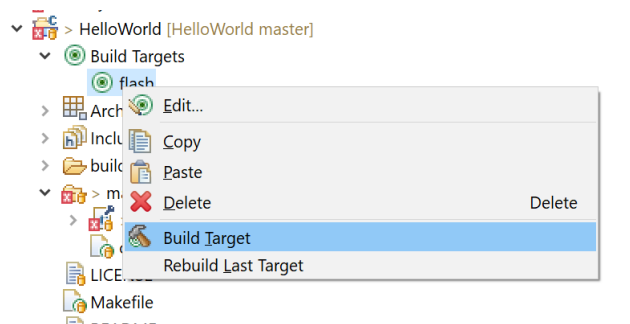 > HelloWorld [HelloWorld master]
Build Targets
flash
Edit...
Copy
Paste
Delete Delete
Build Target
Rebuild Last Target
Makefile